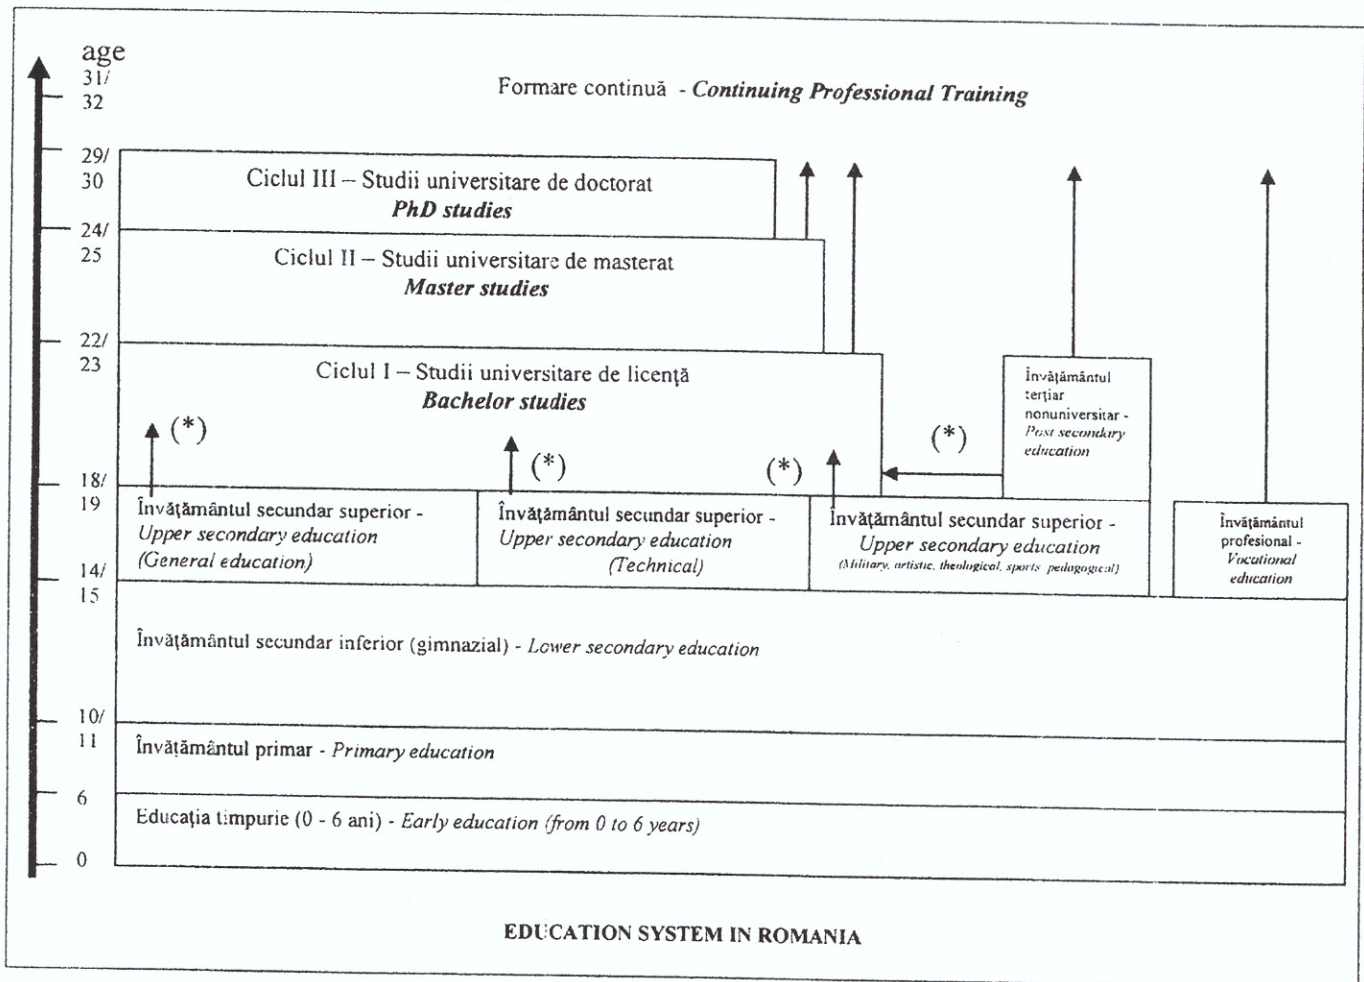 age
31/
32
Formare continuă - Continuing Professional Training
29/
30
Ciclul III – Studii universitare de doctorat
PhD studies
24/
25
Ciclul II – Studii universitare de masterat
Master studies
22/
23
Ciclul I – Studii universitare de licenţă
Bachelor studies
Învăţământul
terţiar
nonuniversitar -
Post secondary
education
(*)
(*)
(*)
(*)
18/
19
Învăţământul secundar superior -
Upper secondary education
(General education)
Învăţământul secundar superior -
Upper secondary education
(Technical)
Învăţământul secundar superior -
Upper secondary education
(Military, artistic, theological, sports pedagogical)
Învăţământul
profesional -
Vocational
education
14/
15
Învăţământul secundar inferior (gimnazial) - Lower secondary education
10/
11
Învăţământul primar - Primary education
6
Educaţia timpurie (0 - 6 ani) - Early education (from 0 to 6 years)
0
EDUCATION SYSTEM IN ROMANIA